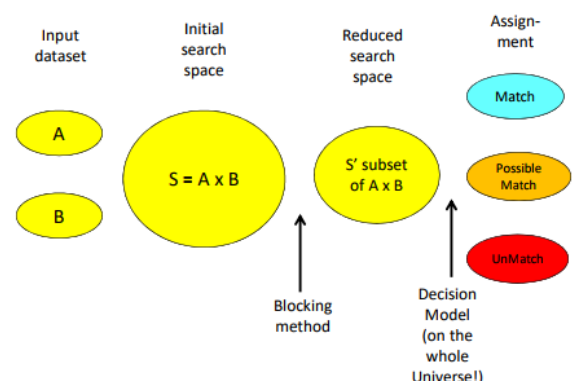 Input
dataset
Initial
search
space
Reduced
search
space
Assign-
ment
A
B
S = A x B
S' subset
of A x B
Match
Possible
Match
UnMatch
Blocking
method
Decision
Model
(on the
whole
Universe!)